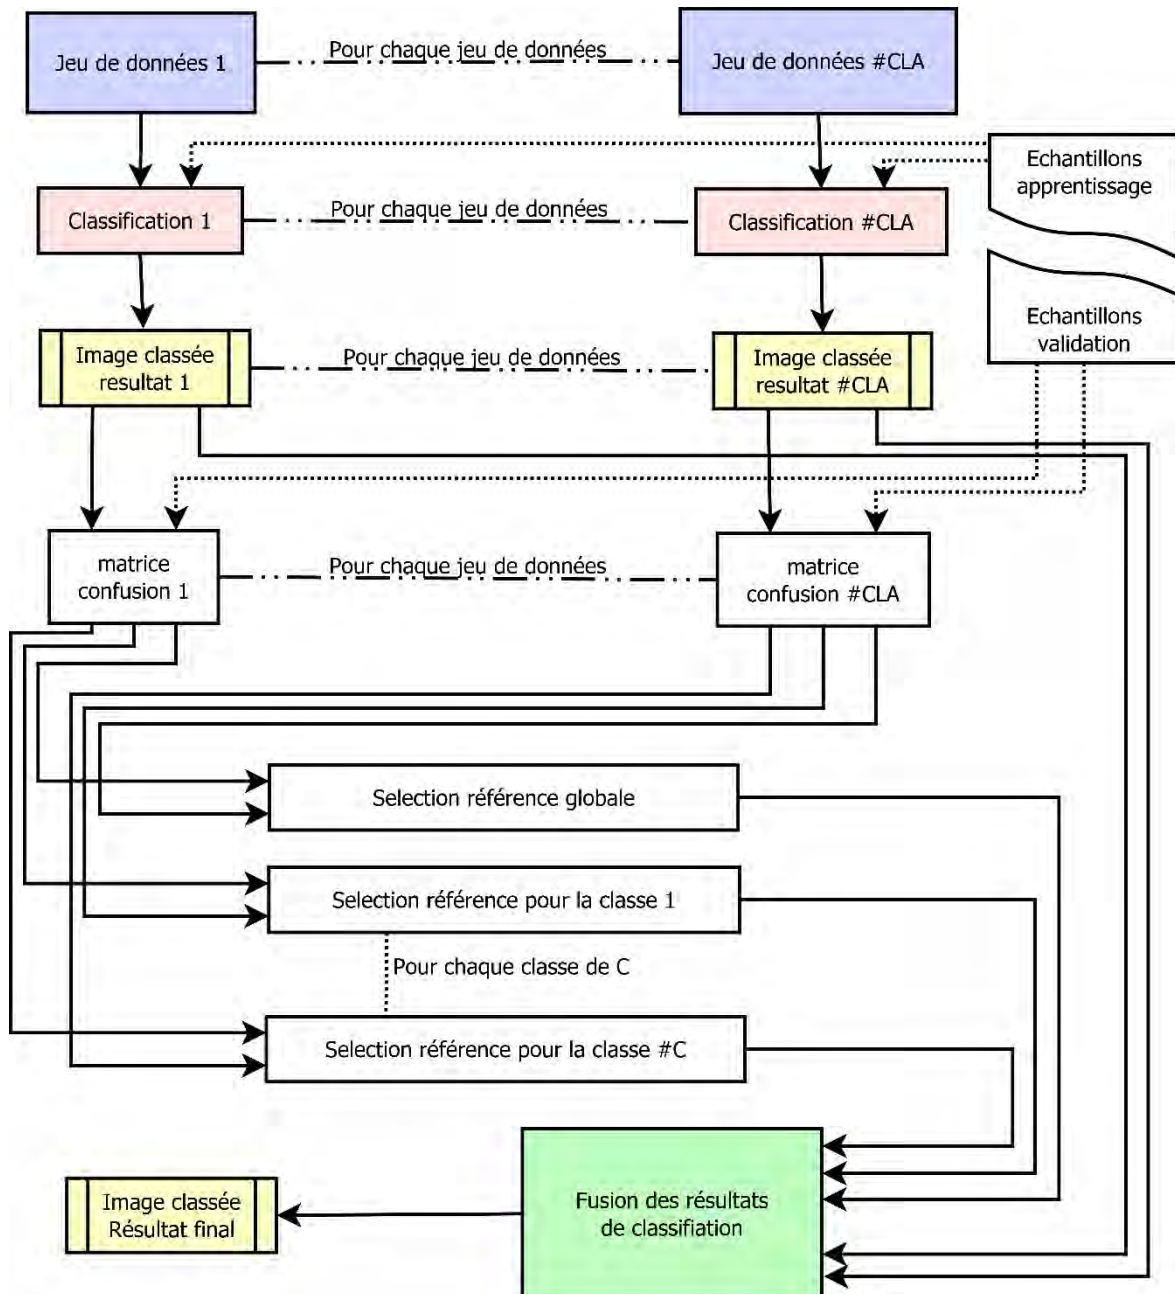 Jeu de données 1
Pour chaque jeu de données
Jeu de données #CLA
Echantillons
apprentissage
Classification 1
Pour chaque jeu de données
Classification #CLA
Echantillons
validation
Image classée
resultat 1
Pour chaque jeu de données
Image classée
resultat #CLA
matrice
confusion 1
Pour chaque jeu de données
matrice
confusion #CLA
Selection référence globale
Selection référence pour la classe 1
Pour chaque classe de C
Selection référence pour la classe #C
Image classée
Résultat final
Fusion des résultats
de classifiation